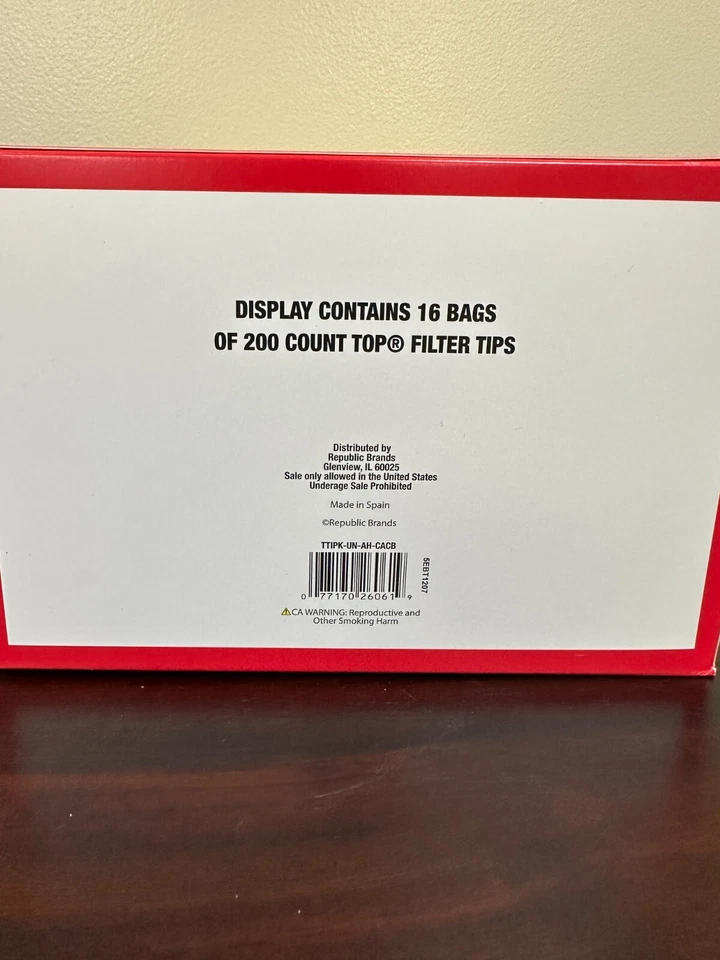 DISPLAY CONTAINS 16 BAGS
OF 200 COUNT TOP® FILTER TIPS
Distributed by
Republic Brands
Glenview, IL 60025
Sale only allowed in the United States
Underage Sale Prohibited
Made in Spain
©Republic Brands
TTIPK-UN-AH-CACB
5EBT1207
0 77170 26061 9
⚠CA WARNING: Reproductive and
Other Smoking Harm